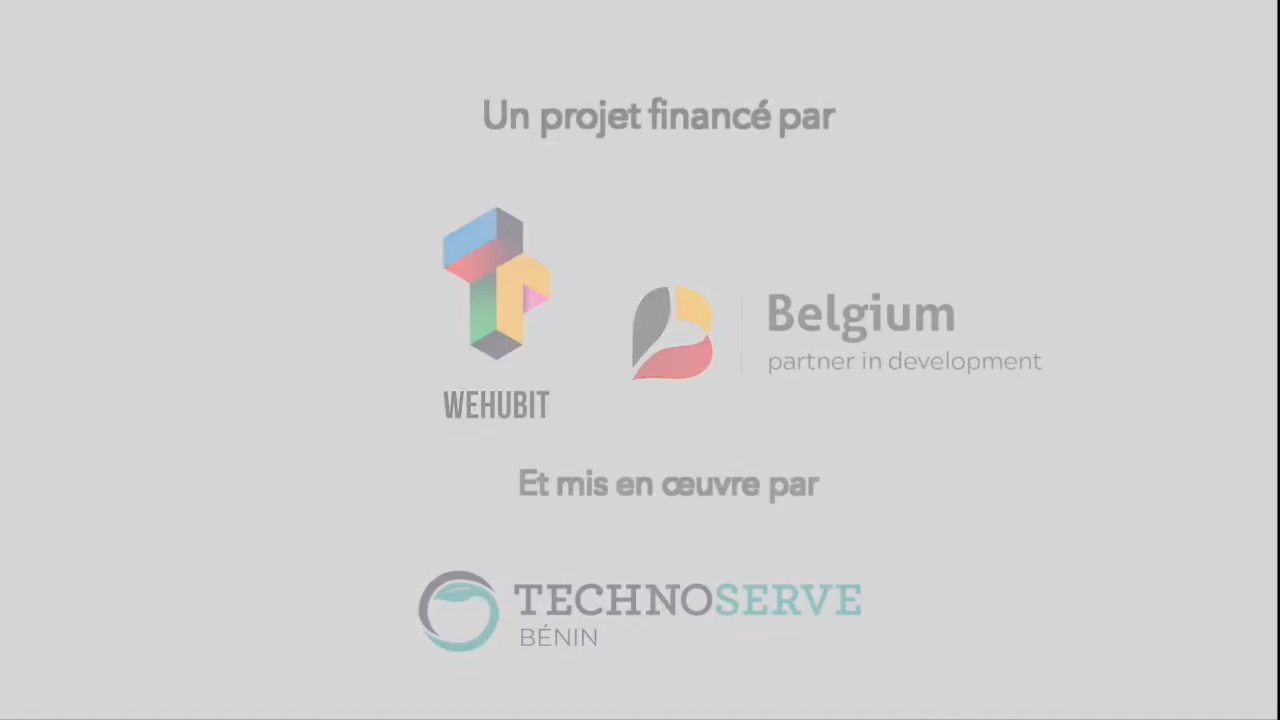 Un projet financé par
WEHUBIT
Belgium
partner in development
Et mis en œuvre par
TECHNOSERVE
BÉNIN